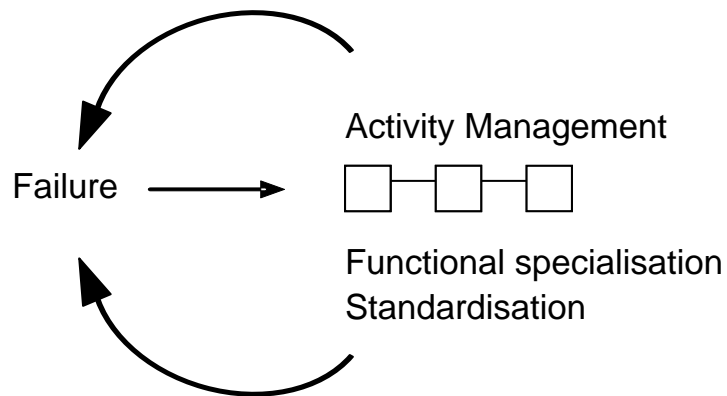 Activity Management
Failure
Functional specialisation
Standardisation